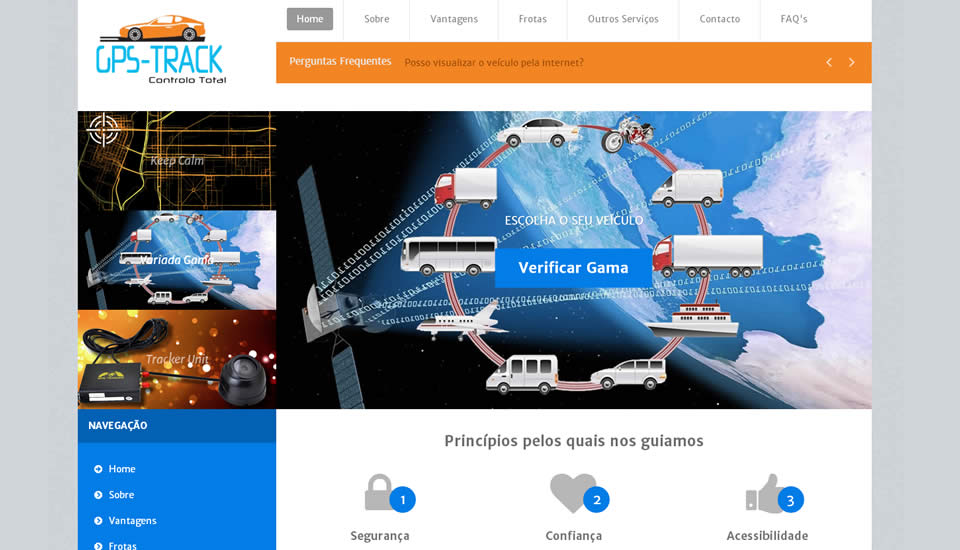 GPS-TRACK
Controlo Total
Home
Sobre
Vantagens
Frotas
Outros Serviços
Contacto
FAQ's
Perguntas Frequentes
Posso visualizar o veículo pela internet?
Keep Calm
Variada Gama
Tracker Unit
ESCOLHA O SEU VEÍCULO
Verificar Gama
NAVEGAÇÃO
Home
Sobre
Vantagens
Frotas
Princípios pelos quais nos guiamos
1
2
3
Segurança
Confiança
Acessibilidade